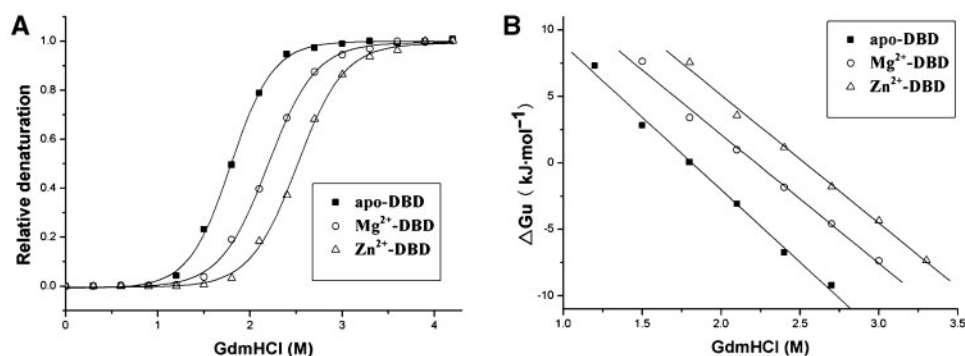 A
Relative denaturation
1.0
0.8
0.6
0.4
0.2
0.0
apo-DBD
Mg²⁺-DBD
Zn²⁺-DBD
0
1
2
3
4
GdmHCl (M)
B
△Gu ( kJ·mol⁻¹)
10
5
0
-5
-10
apo-DBD
Mg²⁺-DBD
Zn²⁺-DBD
1.0
1.5
2.0
2.5
3.0
3.5
GdmHCl (M)